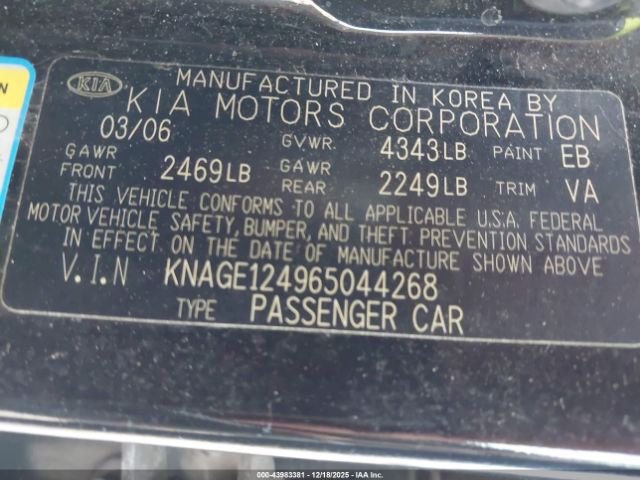 KIA
MANUFACTURED IN KOREA BY
KIA MOTORS CORPORATION
03/06 GVWR 4343LB PAINT EB
GAWR FRONT 2469LB GAWR REAR 2249LB TRIM VA
THIS VEHICLE CONFORMS TO ALL APPLICABLE U.S.A. FEDERAL
MOTOR VEHICLE SAFETY, BUMPER, AND THEFT PREVENTION STANDARDS
IN EFFECT ON THE DATE OF MANUFACTURE SHOWN ABOVE
V.I.N KNAGE124965044268
TYPE PASSENGER CAR
000-43983381 - 12/18/2025 - IAAI.COM